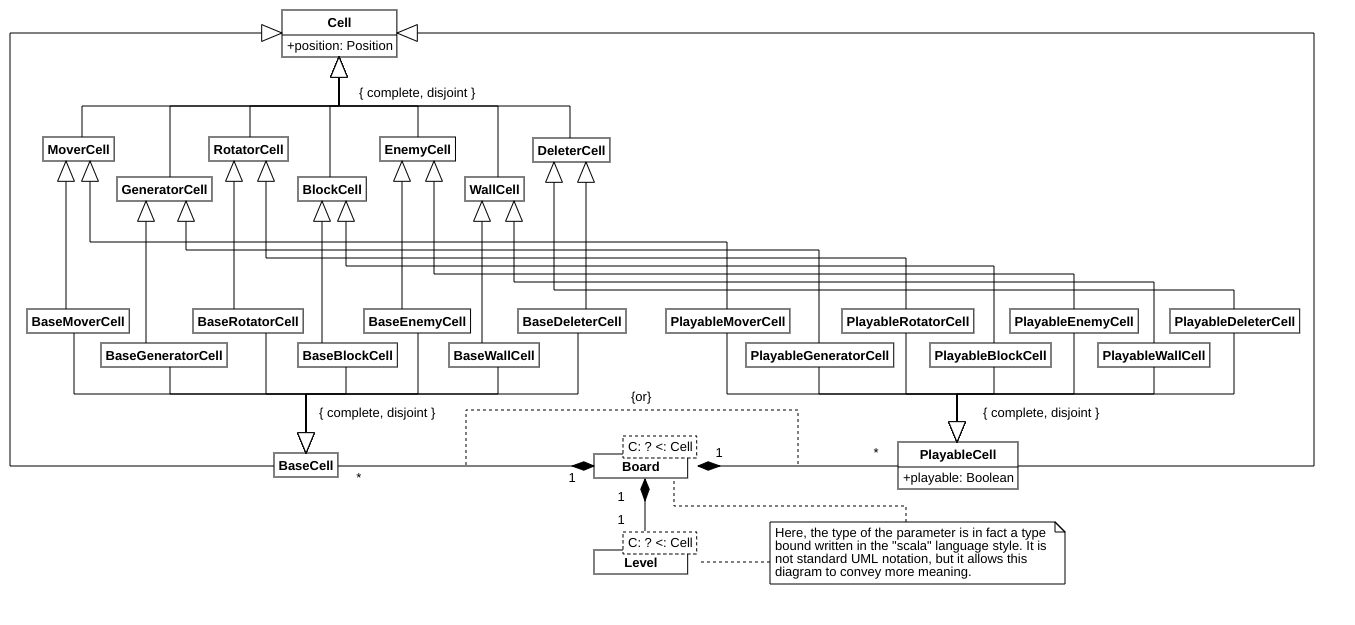 Cell
+position: Position
{ complete, disjoint }
MoverCell
RotatorCell
EnemyCell
DeleterCell
GeneratorCell
BlockCell
WallCell
BaseMoverCell
BaseRotatorCell
BaseEnemyCell
BaseDeleterCell
PlayableMoverCell
PlayableRotatorCell
PlayableEnemyCell
PlayableDeleterCell
BaseGeneratorCell
BaseBlockCell
BaseWallCell
PlayableGeneratorCell
PlayableBlockCell
PlayableWallCell
{or}
{ complete, disjoint }
{ complete, disjoint }
C: ? <: Cell
Board
BaseCell
*
1
1
*
PlayableCell
+playable: Boolean
1
1
C: ? <: Cell
Level
Here, the type of the parameter is in fact a type
bound written in the "scala" language style. It is
not standard UML notation, but it allows this
diagram to convey more meaning.